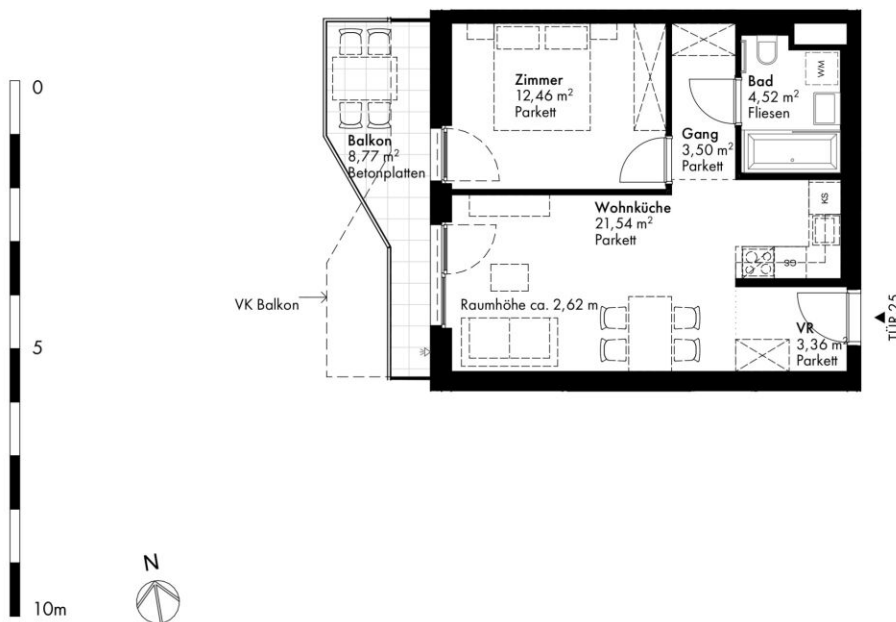 0
5
10m
N
Zimmer
12,46 m²
Parkett
Bad
4,52 m²
Fliesen
WM
Gang
3,50 m²
Parkett
Balkon
8,77 m²
Betonplatten
Wohnküche
21,54 m²
Parkett
KS
GS
VK Balkon
Raumhöhe ca. 2,62 m
VR
3,36 m²
Parkett
TÜR 25